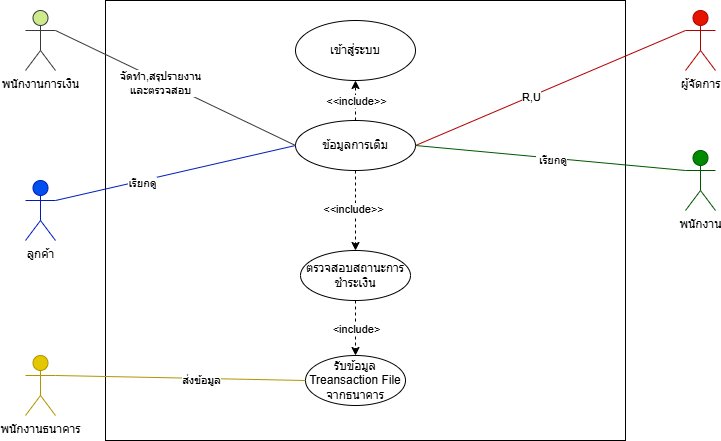 เข้าสู่ระบบ
พนักงานการเงิน
จัดทำ,สรุปรายงาน
และตรวจสอบ
ผู้จัดการ
<<include>>
R,U
ข้อมูลการเติม
เรียกดู
เรียกดู
ลูกค้า
<<include>>
พนักงาน
ตรวจสอบสถานะการ
ชำระเงิน
<<include>
รับข้อมูล
Treansaction File
จากธนาคาร
ส่งข้อมูล
พนักงานธนาคาร